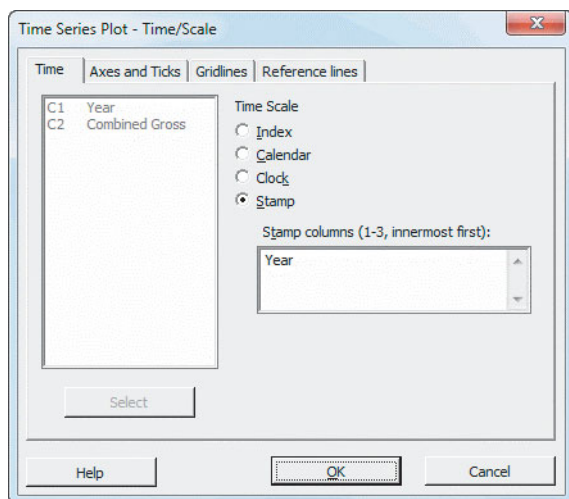 Time Series Plot - Time/Scale
Time Axes and Ticks Gridlines Reference lines
C1 Year
C2 Combined Gross
Time Scale
Index
Calendar
Clock
Stamp
Stamp columns (1-3, innermost first):
Year
Select
Help OK Cancel